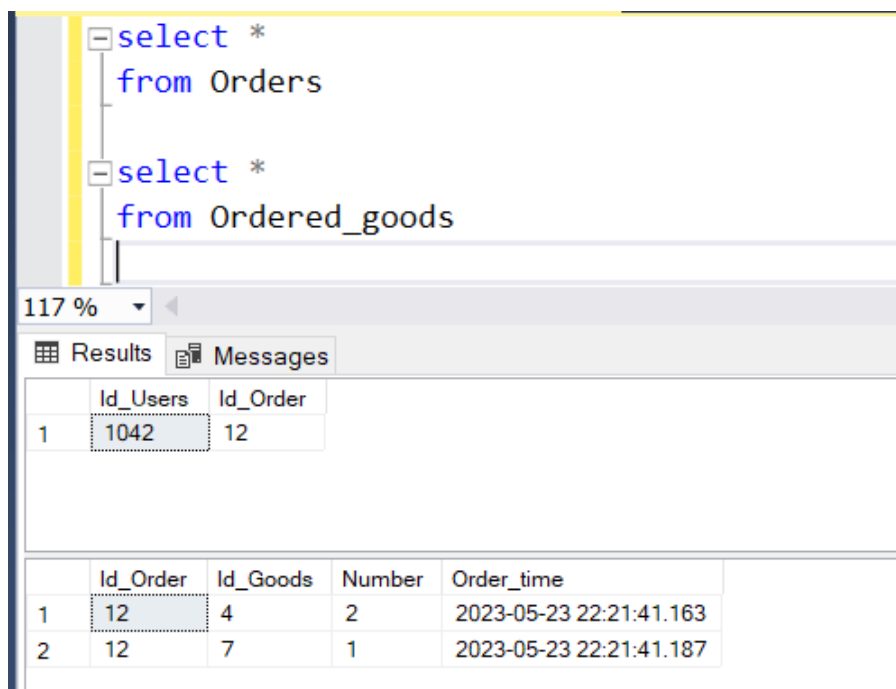 select *
from Orders
select *
from Ordered_goods
117 %
Results Messages
Id_Users Id_Order
1 1042 12
Id_Order Id_Goods Number Order_time
1 12 4 2 2023-05-23 22:21:41.163
2 12 7 1 2023-05-23 22:21:41.187